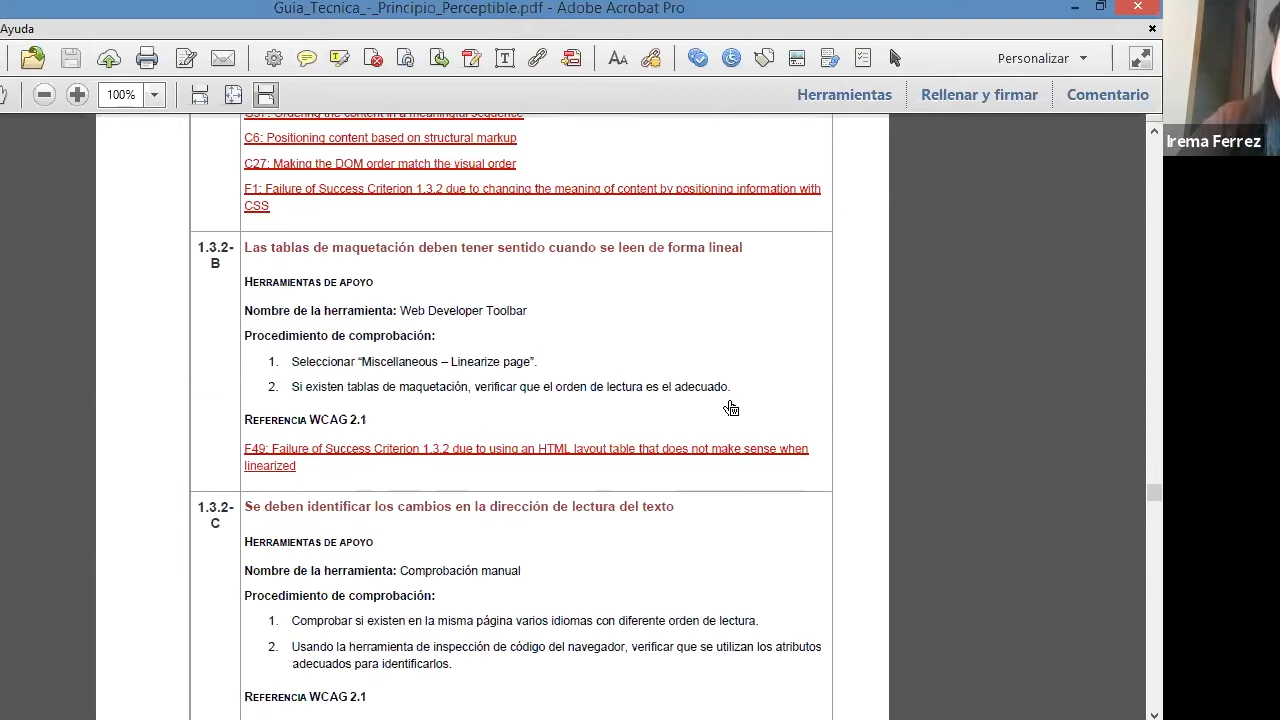 Guia_Tecnica_-_Principio_Perceptible.pdf - Adobe Acrobat Pro
Ayuda
Personalizar
100%
Herramientas
Rellenar y firmar
Comentario
Irema Ferrez
G57: Ordering the content in a meaningful sequence
C6: Positioning content based on structural markup
C27: Making the DOM order match the visual order
F1: Failure of Success Criterion 1.3.2 due to changing the meaning of content by positioning information with
CSS
1.3.2-
B
Las tablas de maquetación deben tener sentido cuando se leen de forma lineal
HERRAMIENTAS DE APOYO
Nombre de la herramienta: Web Developer Toolbar
Procedimiento de comprobación:
1. Seleccionar “Miscellaneous – Linearize page”.
2. Si existen tablas de maquetación, verificar que el orden de lectura es el adecuado.
REFERENCIA WCAG 2.1
F49: Failure of Success Criterion 1.3.2 due to using an HTML layout table that does not make sense when
linearized
1.3.2-
C
Se deben identificar los cambios en la dirección de lectura del texto
HERRAMIENTAS DE APOYO
Nombre de la herramienta: Comprobación manual
Procedimiento de comprobación:
1. Comprobar si existen en la misma página varios idiomas con diferente orden de lectura.
2. Usando la herramienta de inspección de código del navegador, verificar que se utilizan los atributos
adecuados para identificarlos.
REFERENCIA WCAG 2.1